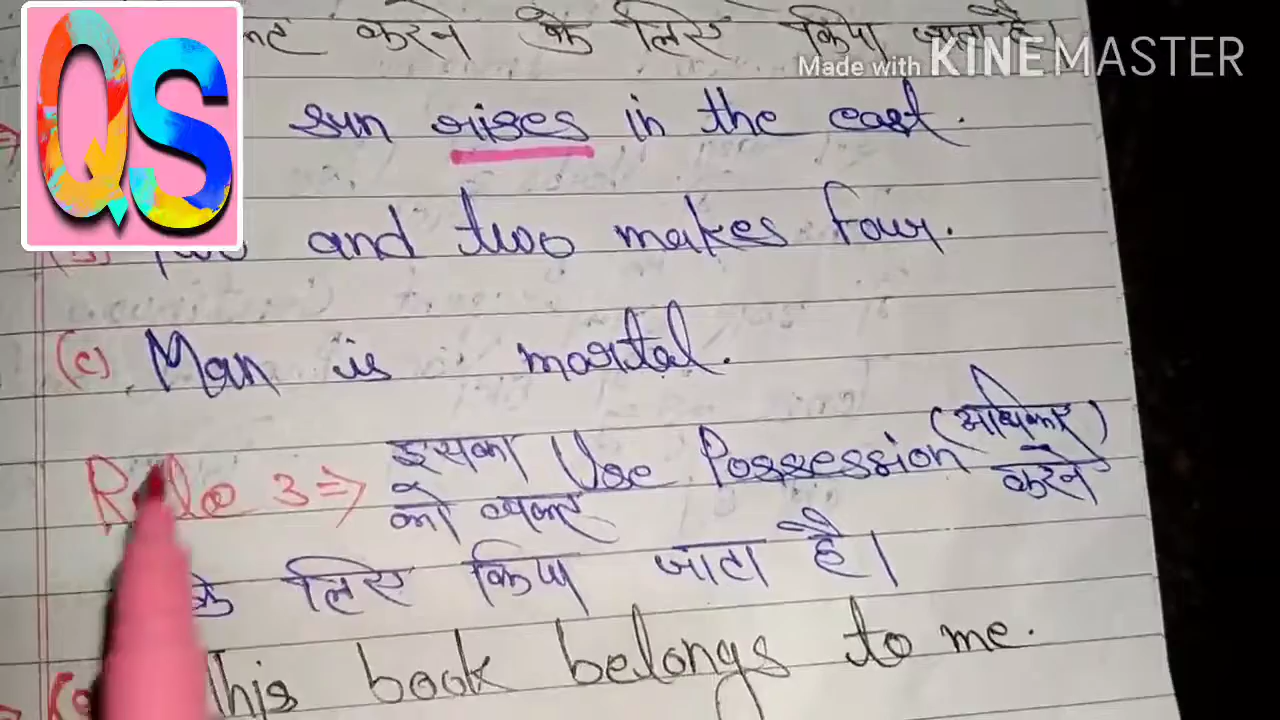 करने के लिए किया जाता है।
Made with KINEMASTER
QS
sun rises in the east.
and two makes four.
(c) Man is mortal.
Rule 3 => इसका Use Possession (अधिकार)
को व्यक्त करने
के लिए किया जाता है।
This book belongs to me.